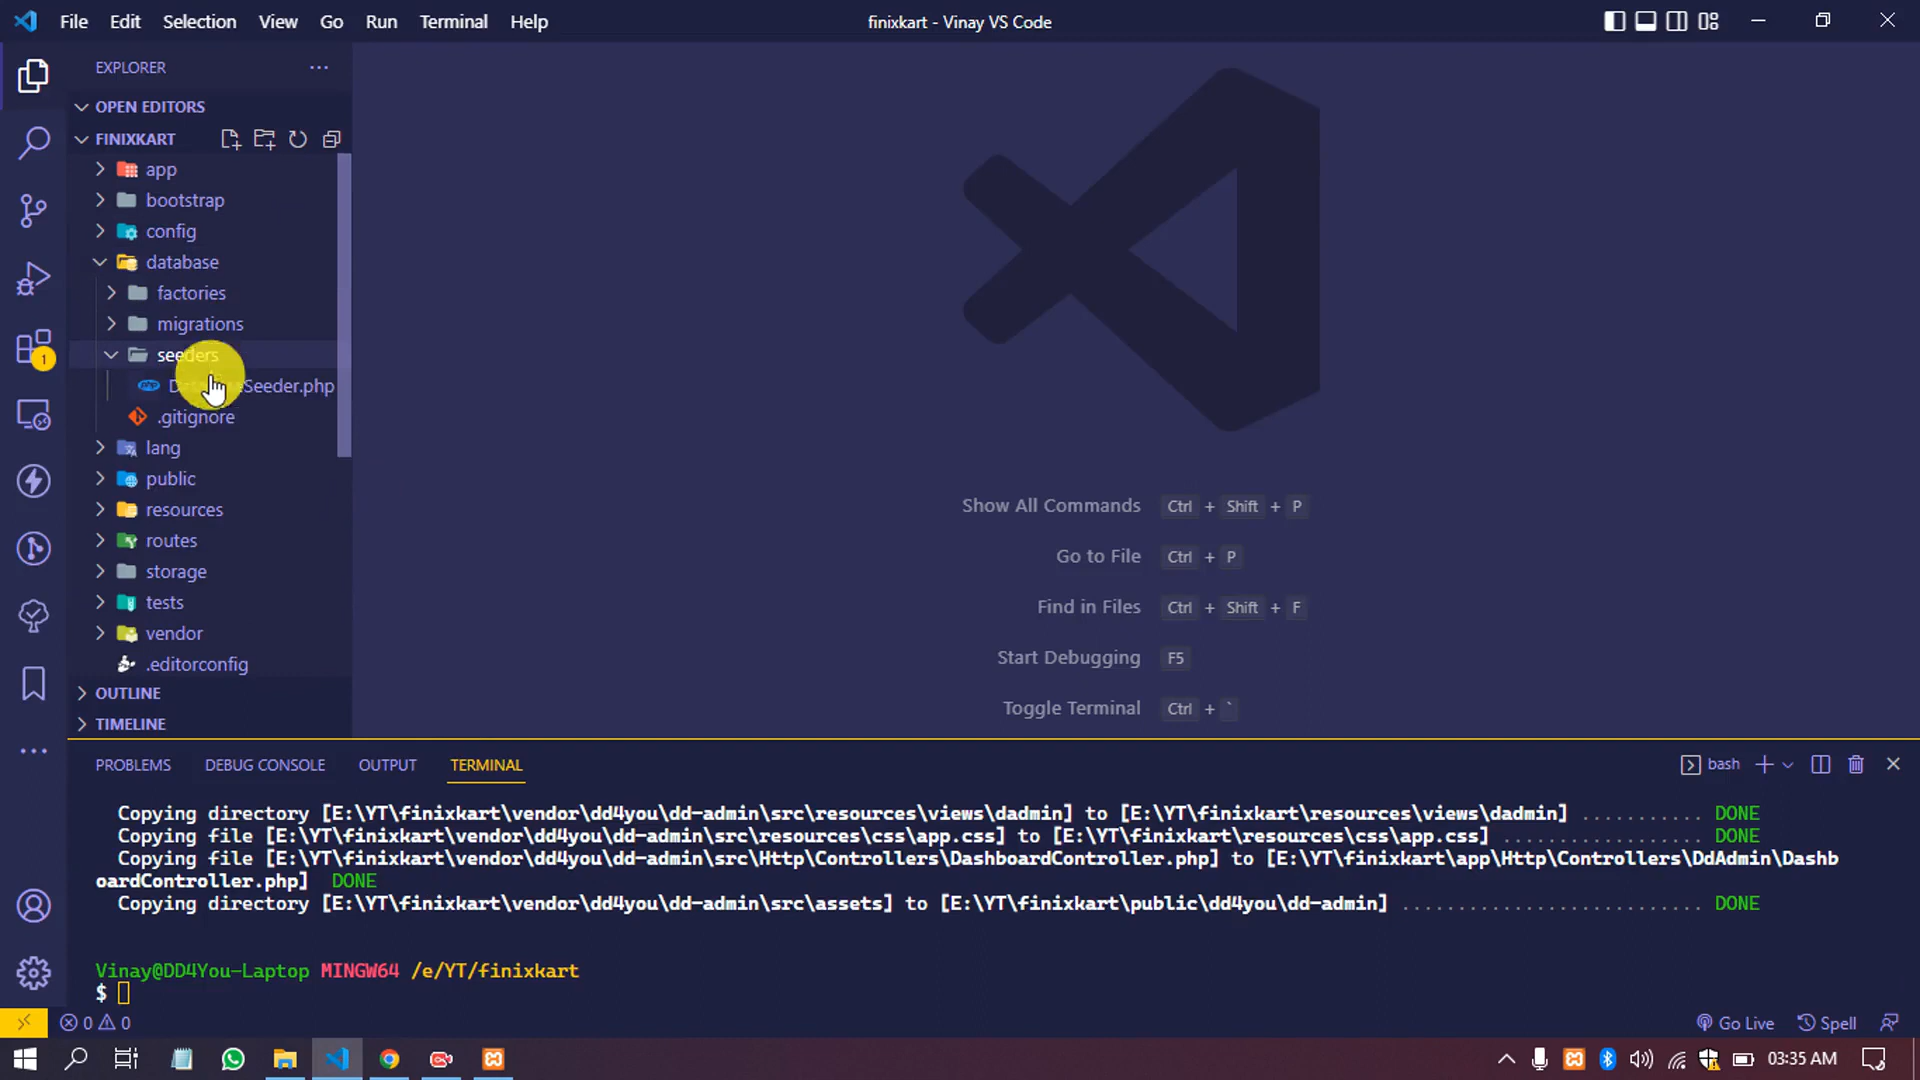 File Edit Selection View Go Run Terminal Help
finixkart - Vinay VS Code
EXPLORER
OPEN EDITORS
FINIXKART
app
bootstrap
config
database
factories
migrations
seeders
Seeder.php
.gitignore
lang
public
resources
routes
storage
tests
vendor
.editorconfig
OUTLINE
TIMELINE
1
Show All Commands Ctrl + Shift + P
Go to File Ctrl + P
Find in Files Ctrl + Shift + F
Start Debugging F5
Toggle Terminal Ctrl + `
PROBLEMS DEBUG CONSOLE OUTPUT TERMINAL
bash
Copying directory [E:\YT\finixkart\vendor\dd4you\dd-admin\src\resources\views\dadmin] to [E:\YT\finixkart\resources\views\dadmin] ........... DONE
Copying file [E:\YT\finixkart\vendor\dd4you\dd-admin\src\resources\css\app.css] to [E:\YT\finixkart\resources\css\app.css] .................. DONE
Copying file [E:\YT\finixkart\vendor\dd4you\dd-admin\src\Http\Controllers\DashboardController.php] to [E:\YT\finixkart\app\Http\Controllers\DdAdmin\Dashb
oardController.php] DONE
Copying directory [E:\YT\finixkart\vendor\dd4you\dd-admin\src\assets] to [E:\YT\finixkart\public\dd4you\dd-admin] ........................... DONE
Vinay@DD4You-Laptop MINGW64 /e/YT/finixkart
$
0 0
Go Live Spell
03:35 AM